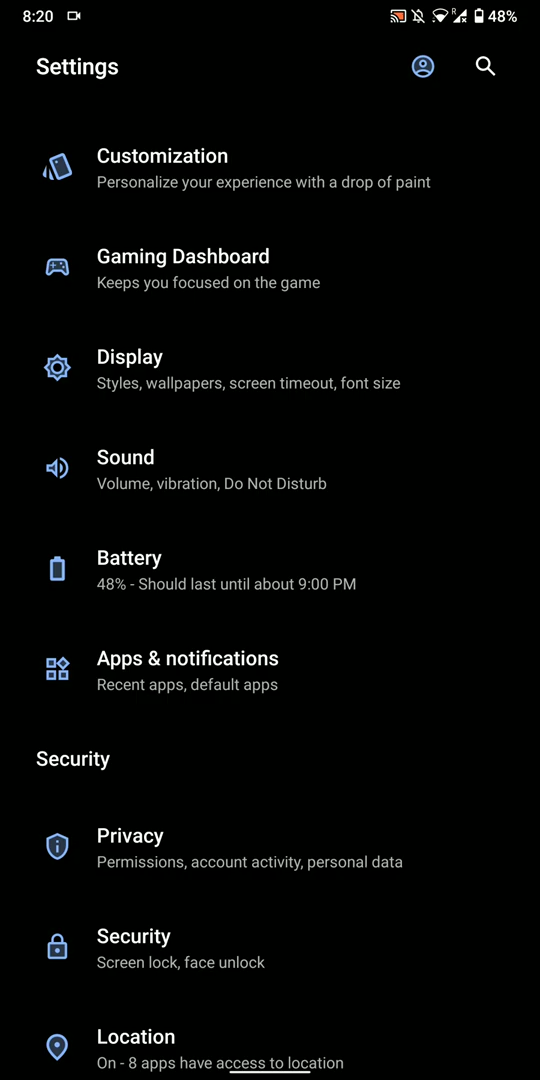 8:20
R
48%
Settings
Customization
Personalize your experience with a drop of paint
Gaming Dashboard
Keeps you focused on the game
Display
Styles, wallpapers, screen timeout, font size
Sound
Volume, vibration, Do Not Disturb
Battery
48% - Should last until about 9:00 PM
Apps & notifications
Recent apps, default apps
Security
Privacy
Permissions, account activity, personal data
Security
Screen lock, face unlock
Location
On - 8 apps have access to location